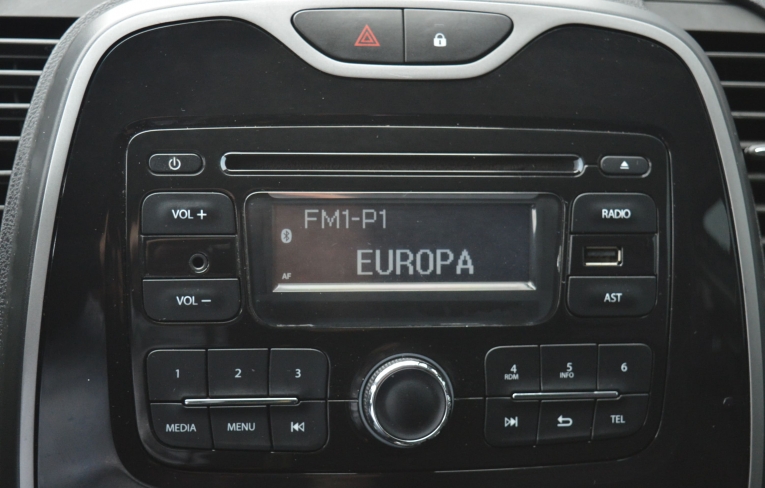 VOL +
RADIO
FM1-P1
AF
EUROPA
VOL −
AST
1
2
3
4
RDM
5
INFO
6
MEDIA
MENU
TEL